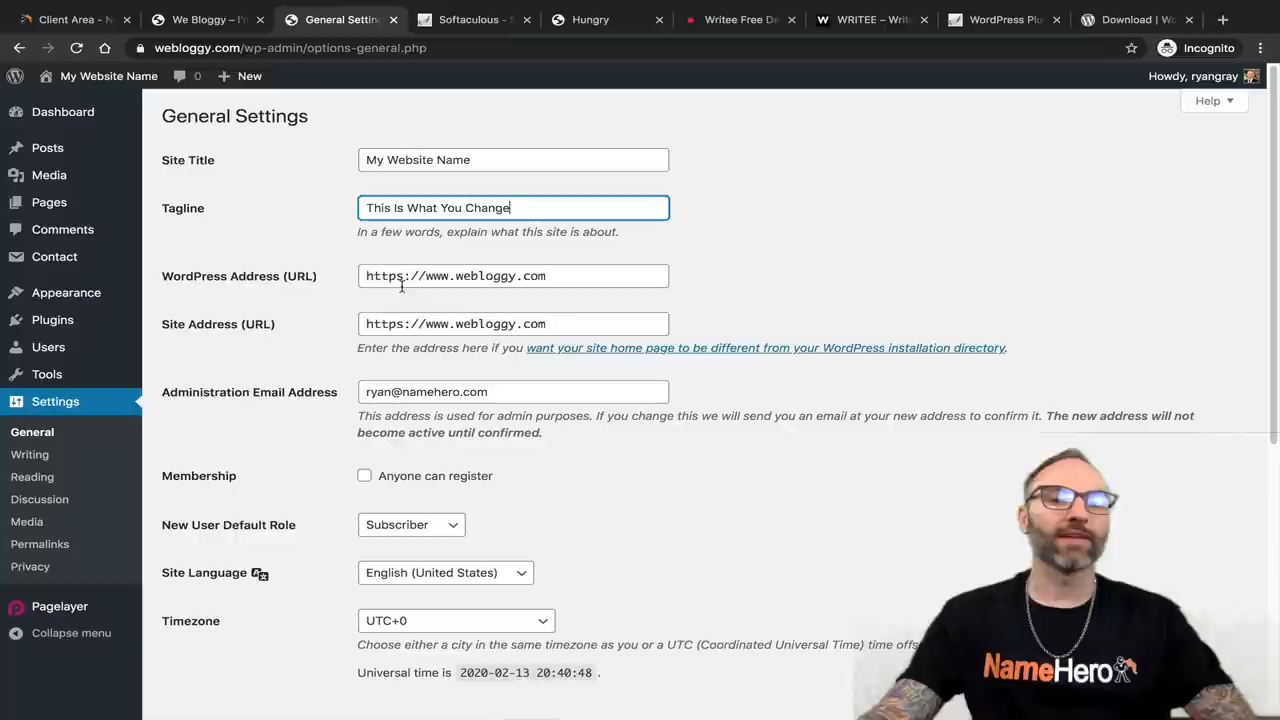 Client Area - N
We Bloggy – I'm
General Settin
Softaculous - S
Hungry
Writee Free De
WRITEE – Write
WordPress Plu
Download | Wo
webloggy.com/wp-admin/options-general.php
Incognito
My Website Name 0 New
Howdy, ryangray
Help
Dashboard
Posts
Media
Pages
Comments
Contact
Appearance
Plugins
Users
Tools
Settings
General
Writing
Reading
Discussion
Media
Permalinks
Privacy
Pagelayer
Collapse menu
General Settings
Site Title My Website Name
Tagline This Is What You Change
In a few words, explain what this site is about.
WordPress Address (URL) https://www.webloggy.com
Site Address (URL) https://www.webloggy.com
Enter the address here if you want your site home page to be different from your WordPress installation directory.
Administration Email Address ryan@namehero.com
This address is used for admin purposes. If you change this we will send you an email at your new address to confirm it. The new address will not
become active until confirmed.
Membership Anyone can register
New User Default Role Subscriber
Site Language English (United States)
Timezone UTC+0
Choose either a city in the same timezone as you or a UTC (Coordinated Universal Time) time offs
Universal time is 2020-02-13 20:40:48 .
NameHero